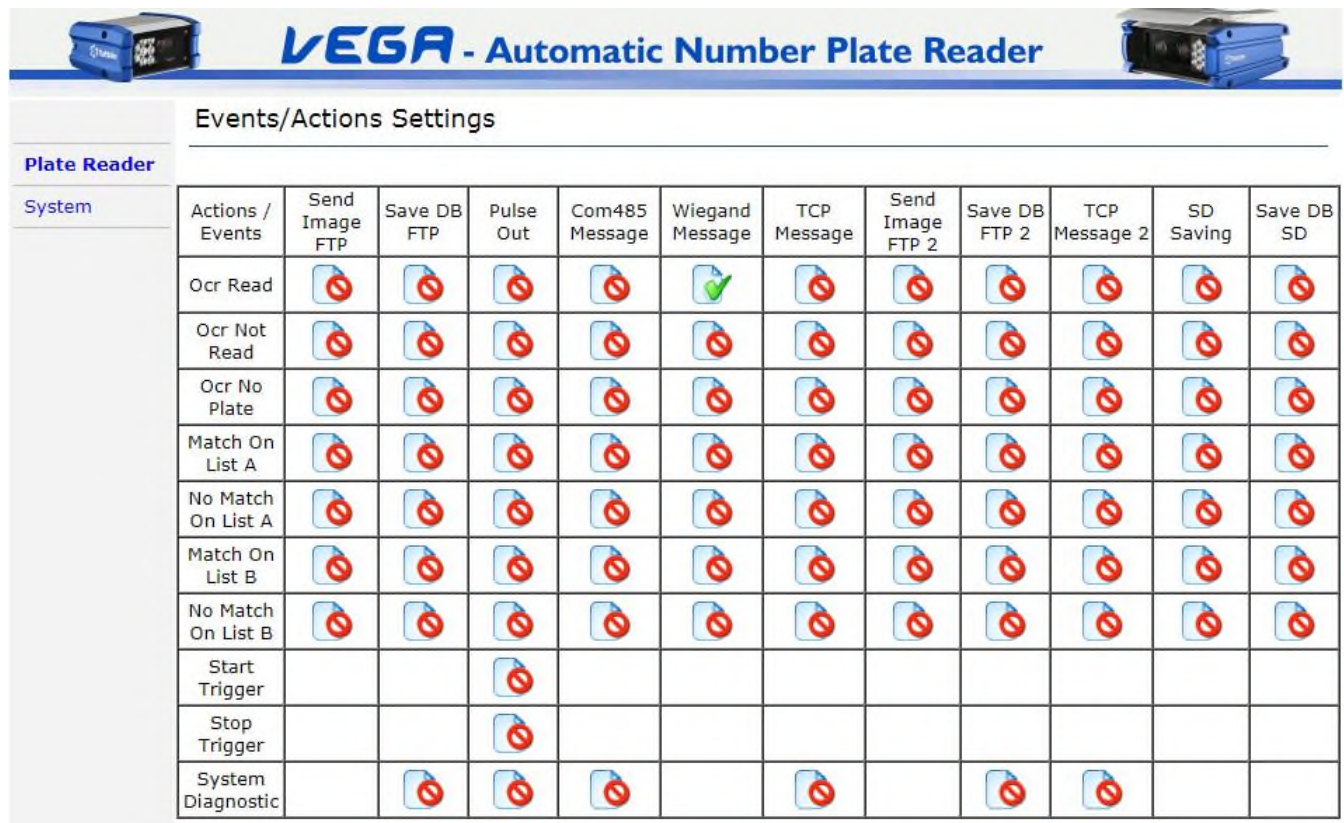 VEGA - Automatic Number Plate Reader
Events/Actions Settings
Plate Reader
System
Actions / Events
Send Image FTP
Save DB FTP
Pulse Out
Com485 Message
Wiegand Message
TCP Message
Send Image FTP 2
Save DB FTP 2
TCP Message 2
SD Saving
Save DB SD
Ocr Read
Ocr Not Read
Ocr No Plate
Match On List A
No Match On List A
Match On List B
No Match On List B
Start Trigger
Stop Trigger
System Diagnostic